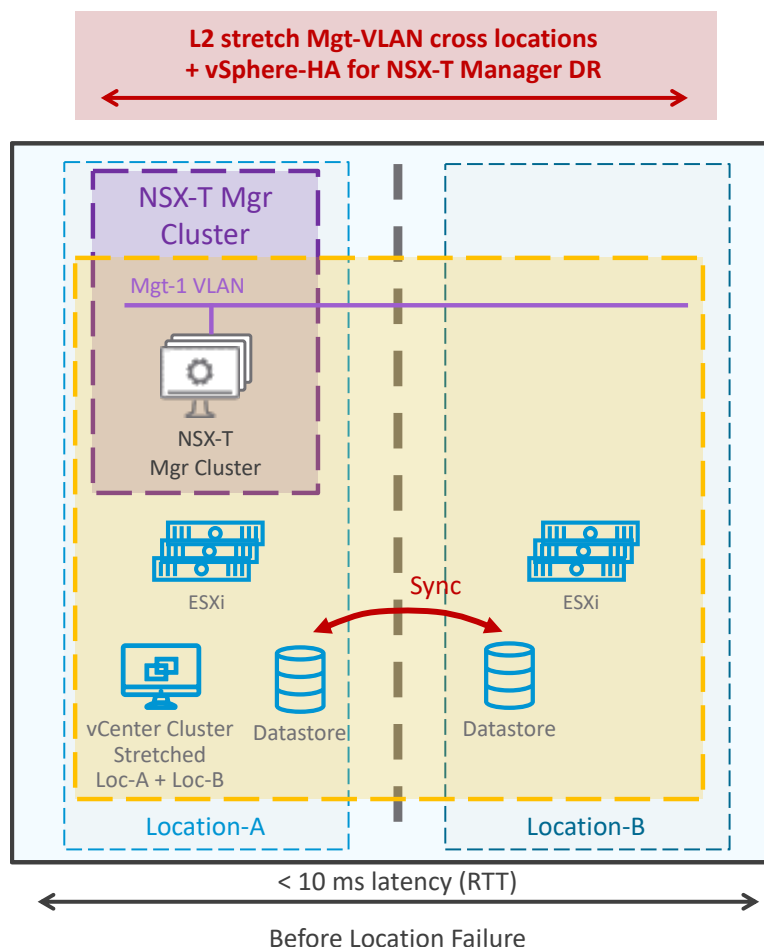 L2 stretch Mgt-VLAN cross locations
+ vSphere-HA for NSX-T Manager DR
NSX-T Mgr
Cluster
Mgt-1 VLAN
NSX-T
Mgr Cluster
ESXi
ESXi
Sync
vCenter Cluster
Stretched
Loc-A + Loc-B
Datastore
Datastore
Location-A
Location-B
< 10 ms latency (RTT)
Before Location Failure